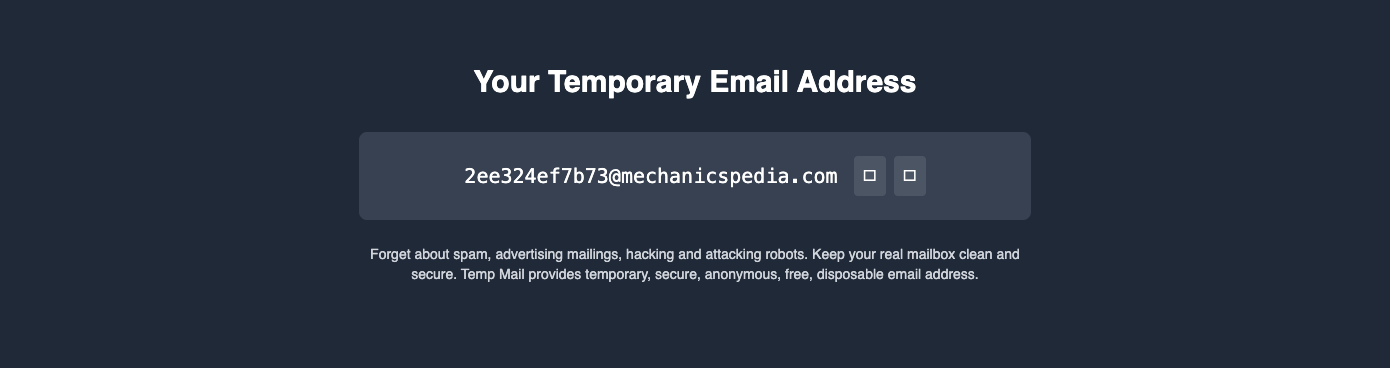 Your Temporary Email Address
2ee324ef7b73@mechanicspedia.com
Forget about spam, advertising mailings, hacking and attacking robots. Keep your real mailbox clean and
secure. Temp Mail provides temporary, secure, anonymous, free, disposable email address.